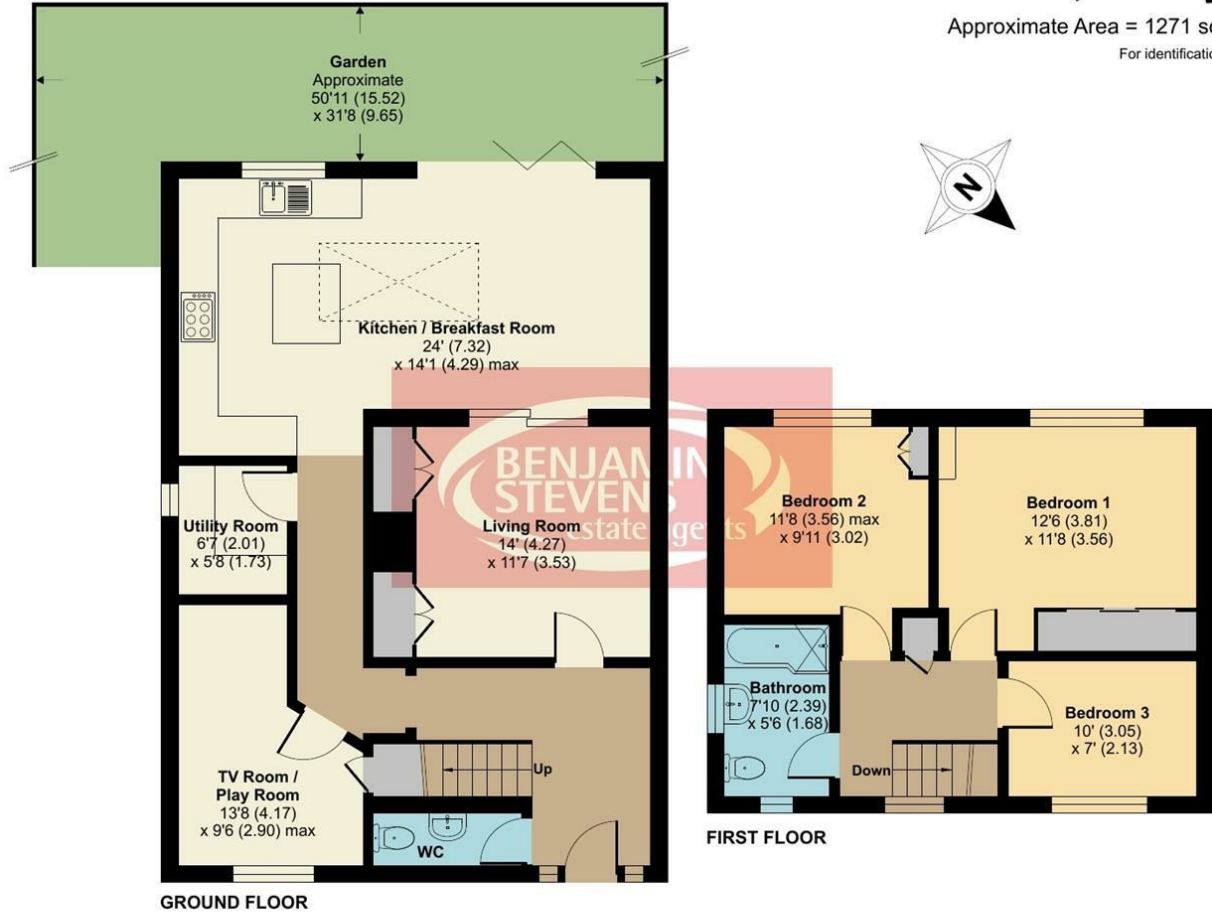 Approximate Area = 1271
For identification
Garden
Approximate
50'11 (15.52)
x 31'8 (9.65)
N
Kitchen / Breakfast Room
24' (7.32)
x 14'1 (4.29) max
BENJAMIN
STEVENS
estate agents
Utility Room
6'7 (2.01)
x 5'8 (1.73)
Living Room
14' (4.27)
x 11'7 (3.53)
TV Room /
Play Room
13'8 (4.17)
x 9'6 (2.90) max
Up
WC
GROUND FLOOR
Bedroom 2
11'8 (3.56) max
x 9'11 (3.02)
Bedroom 1
12'6 (3.81)
x 11'8 (3.56)
Bathroom
7'10 (2.39)
x 5'6 (1.68)
Bedroom 3
10' (3.05)
x 7' (2.13)
Down
FIRST FLOOR